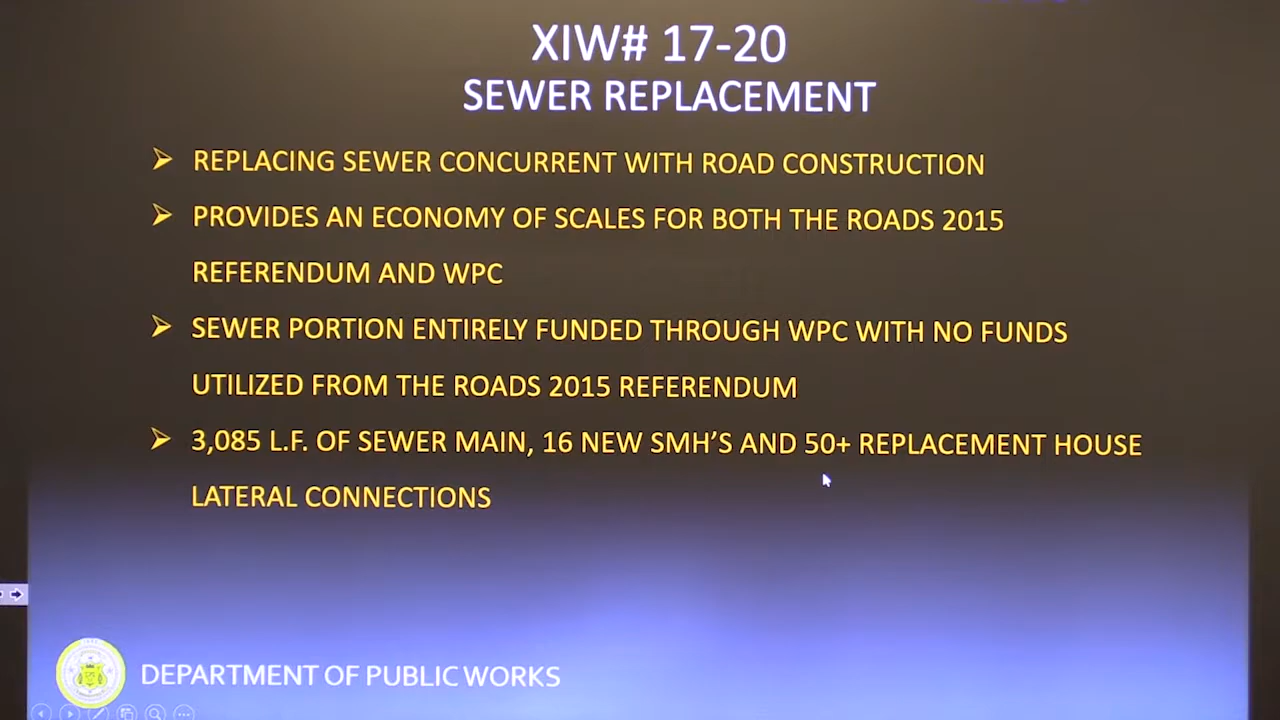 XIW# 17-20
SEWER REPLACEMENT
REPLACING SEWER CONCURRENT WITH ROAD CONSTRUCTION
PROVIDES AN ECONOMY OF SCALES FOR BOTH THE ROADS 2015
REFERENDUM AND WPC
SEWER PORTION ENTIRELY FUNDED THROUGH WPC WITH NO FUNDS
UTILIZED FROM THE ROADS 2015 REFERENDUM
3,085 L.F. OF SEWER MAIN, 16 NEW SMH'S AND 50+ REPLACEMENT HOUSE
LATERAL CONNECTIONS
DEPARTMENT OF PUBLIC WORKS